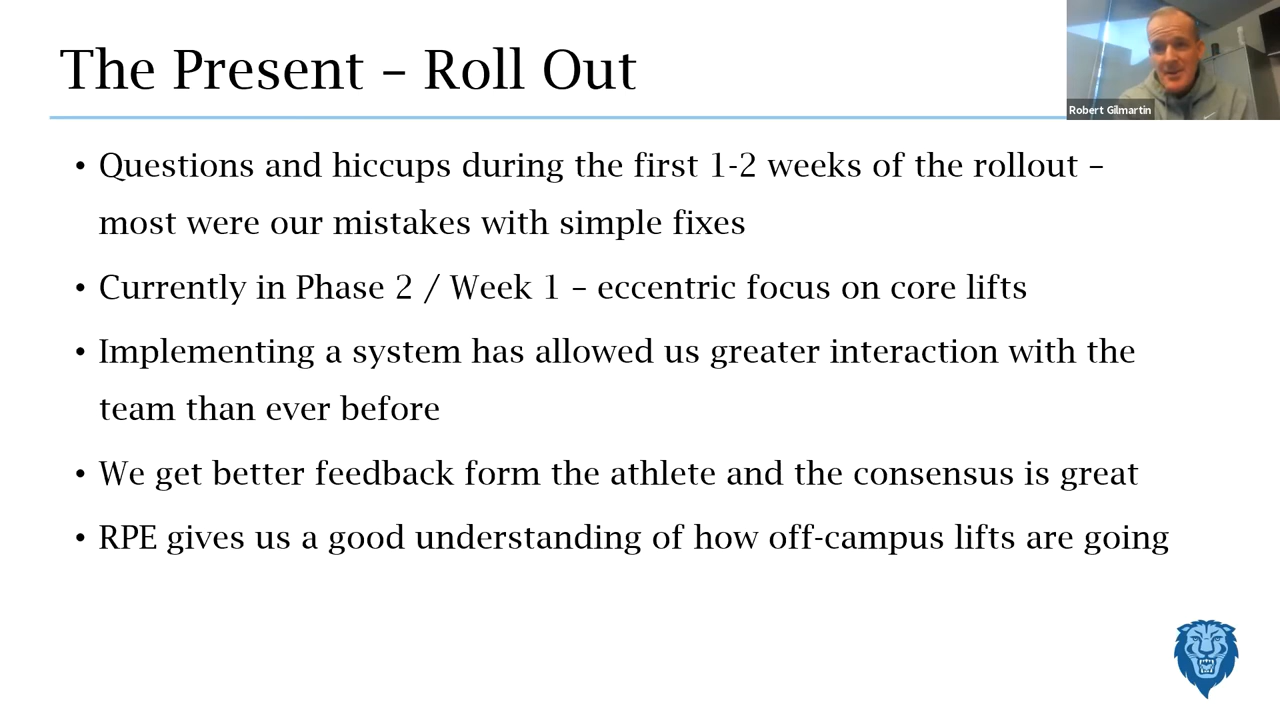 The Present – Roll Out
Robert Gilmartin
• Questions and hiccups during the first 1-2 weeks of the rollout –
most were our mistakes with simple fixes
• Currently in Phase 2 / Week 1 – eccentric focus on core lifts
• Implementing a system has allowed us greater interaction with the
team than ever before
• We get better feedback form the athlete and the consensus is great
• RPE gives us a good understanding of how off-campus lifts are going